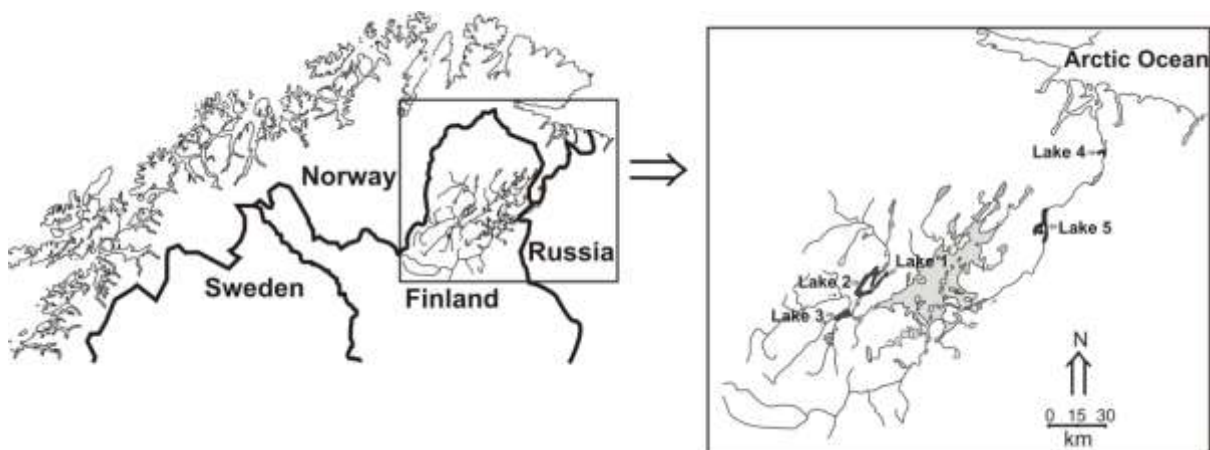 Norway
Sweden
Finland
Russia
Arctic Ocean
Lake 4
Lake 5
Lake 1
Lake 2
Lake 3
N
0 15 30
km